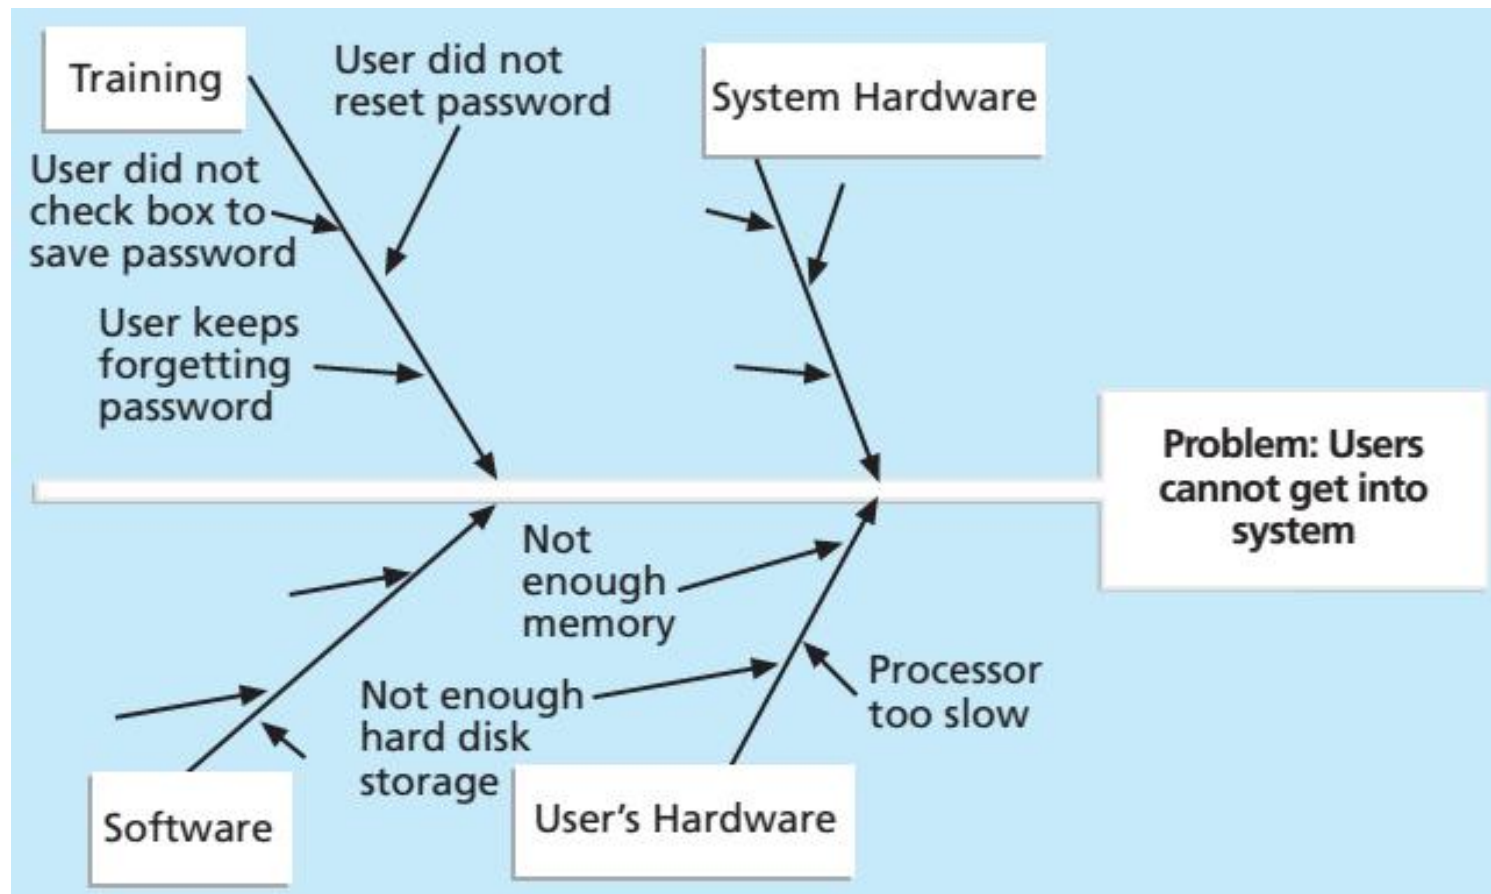 Training
User did not
reset password
System Hardware
User did not
check box to
save password
User keeps
forgetting
password
Problem: Users
cannot get into
system
Not
enough
memory
Not enough
hard disk
storage
Processor
too slow
Software
User’s Hardware